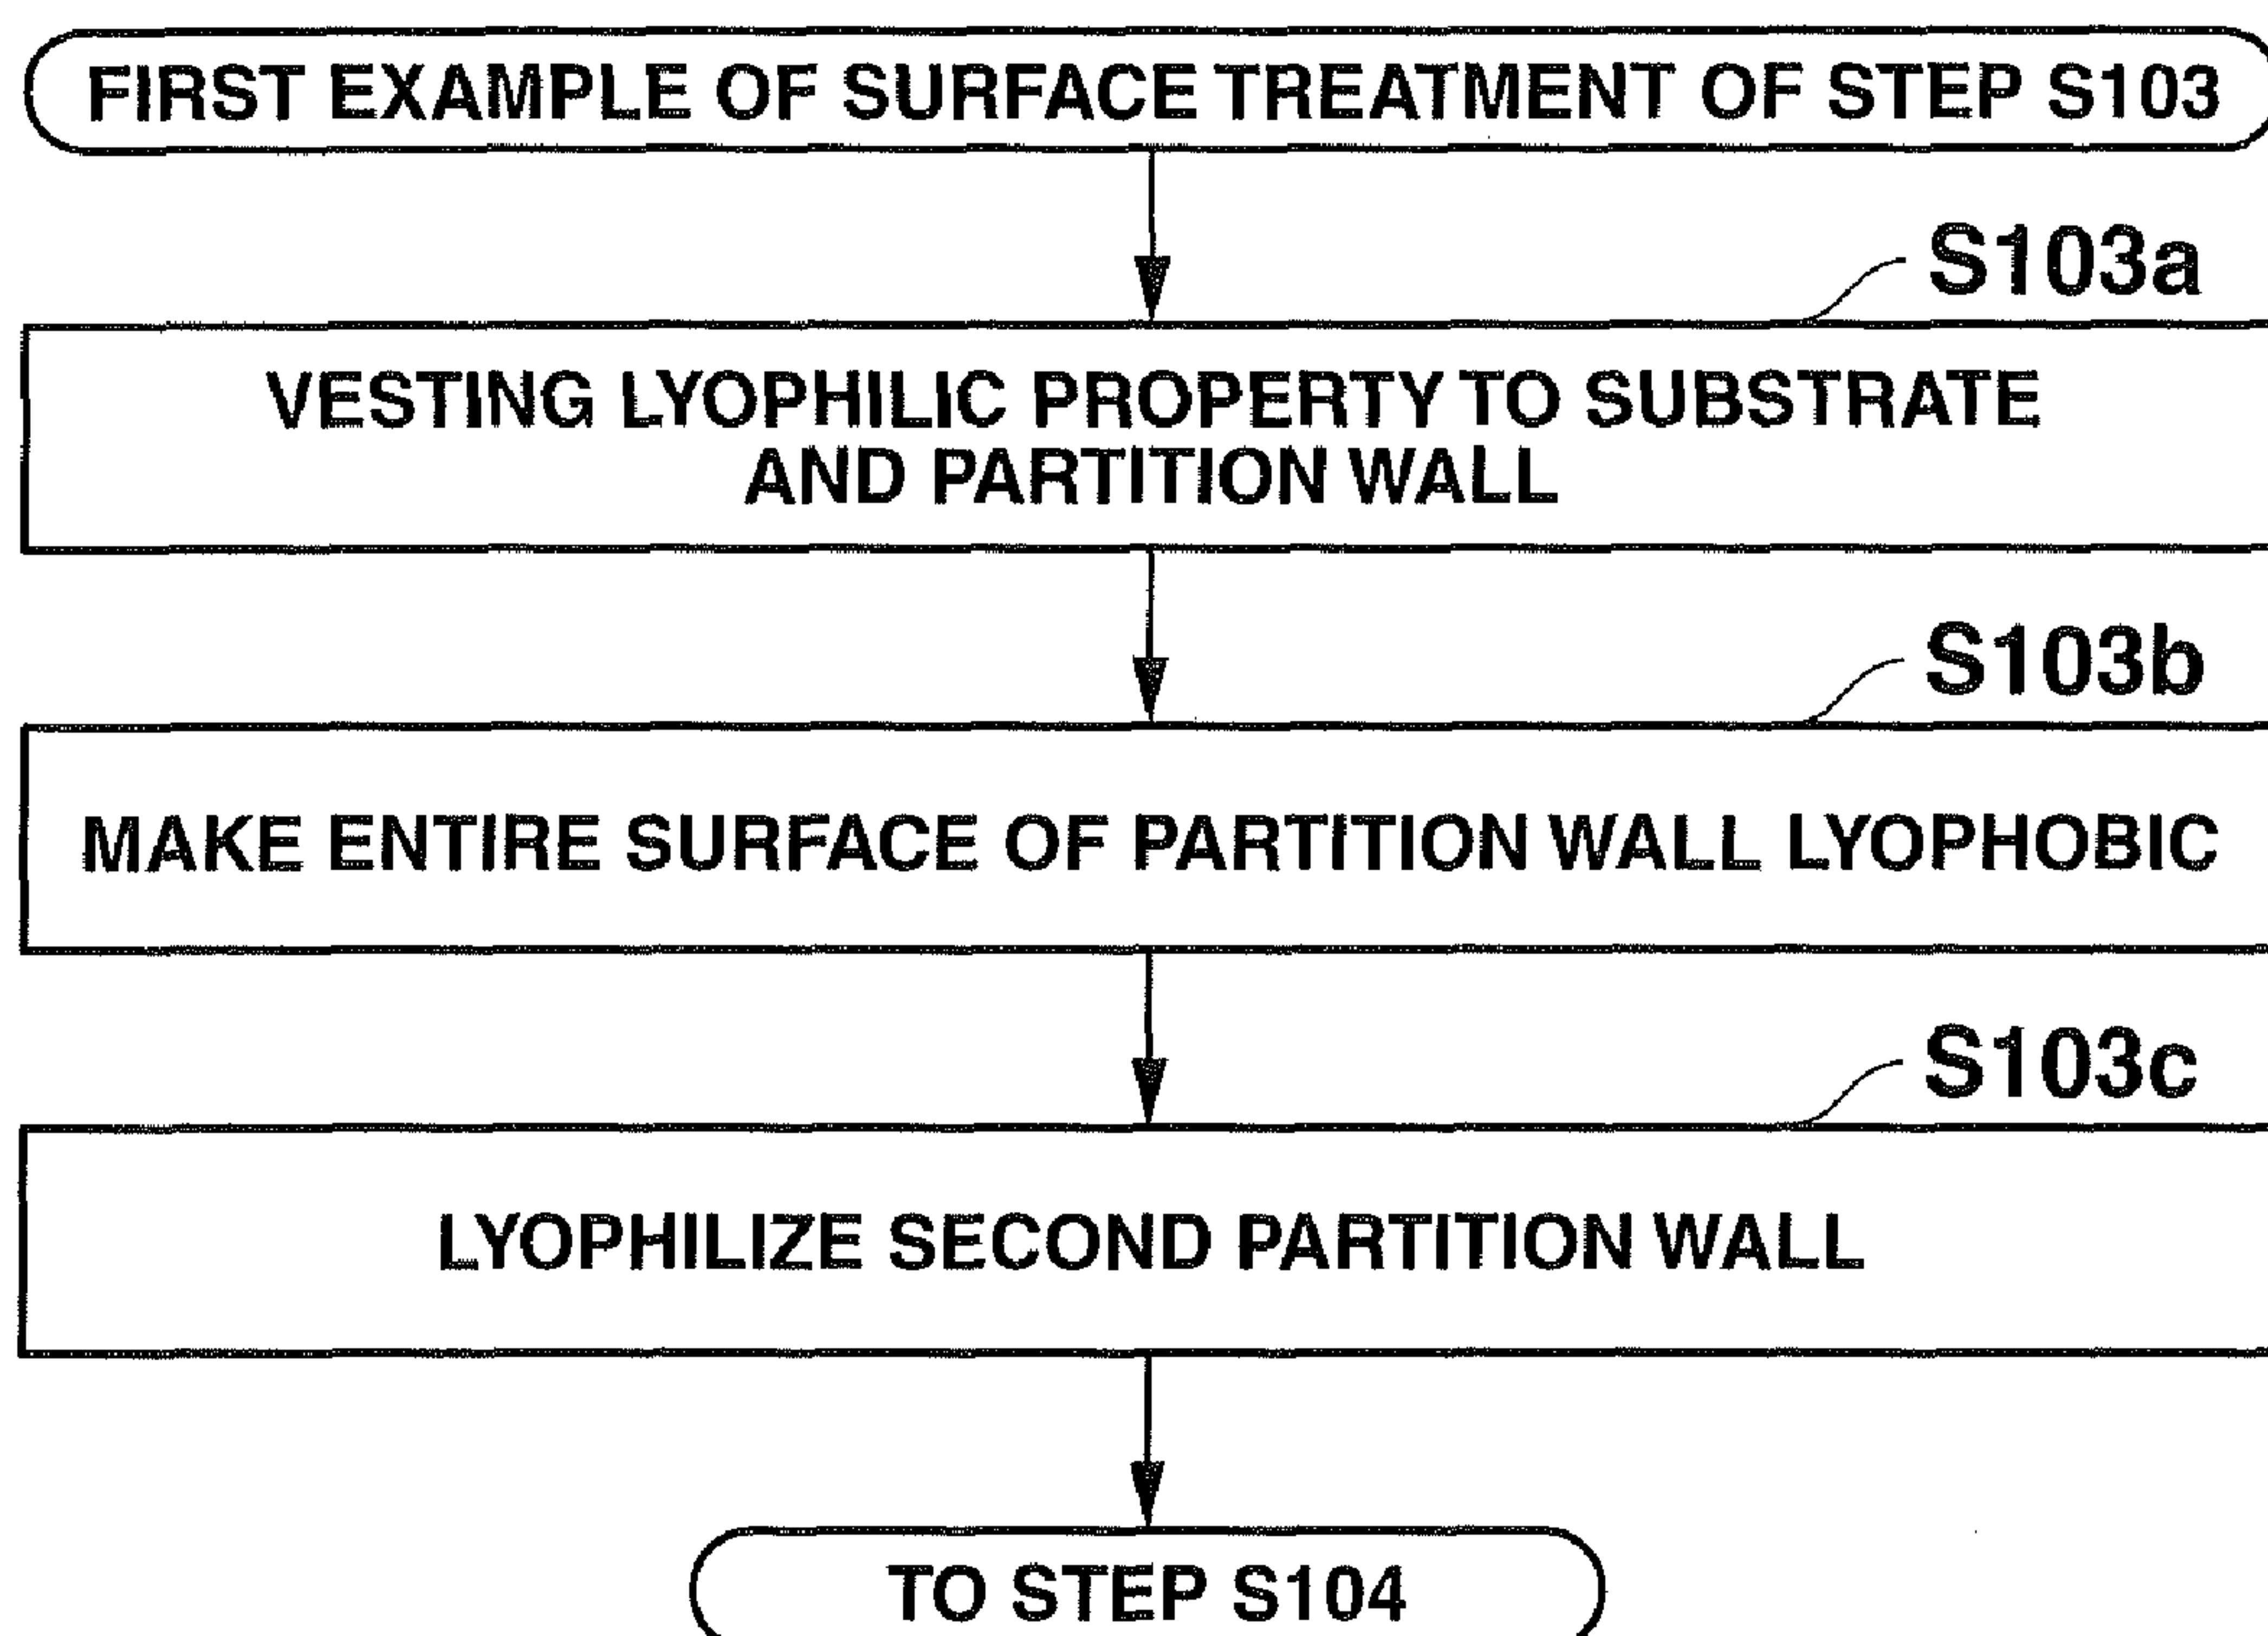 FIRST EXAMPLE OF SURFACE TREATMENT OF STEP S103
S103a
VESTING LYOPHILIC PROPERTY TO SUBSTRATE
AND PARTITION WALL
S103b
MAKE ENTIRE SURFACE OF PARTITION WALL LYOPHOBIC
S103c
LYOPHILIZE SECOND PARTITION WALL
TO STEP S104